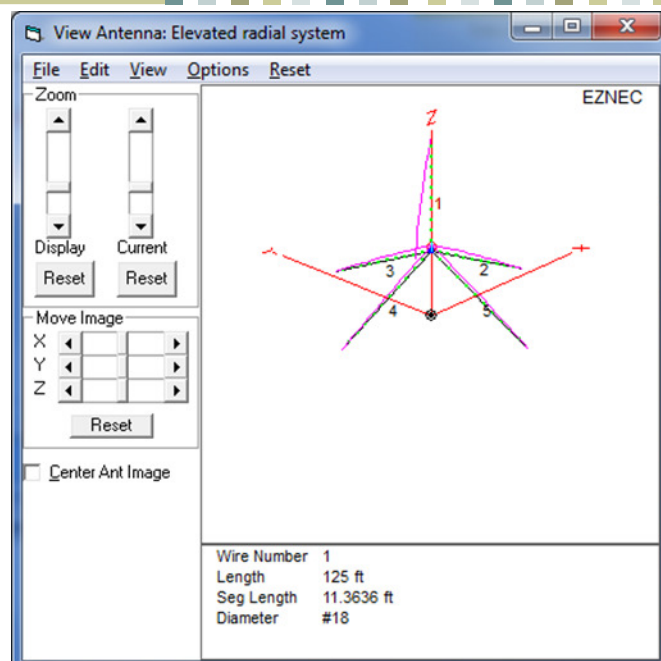 View Antenna: Elevated radial system
File Edit View Options Reset
Zoom
Display Current
Reset Reset
Move Image
X
Y
Z
Reset
Center Ant Image
EZNEC
Z
1
Y X
3 2
4 5
Wire Number 1
Length 125 ft
Seg Length 11.3636 ft
Diameter #18